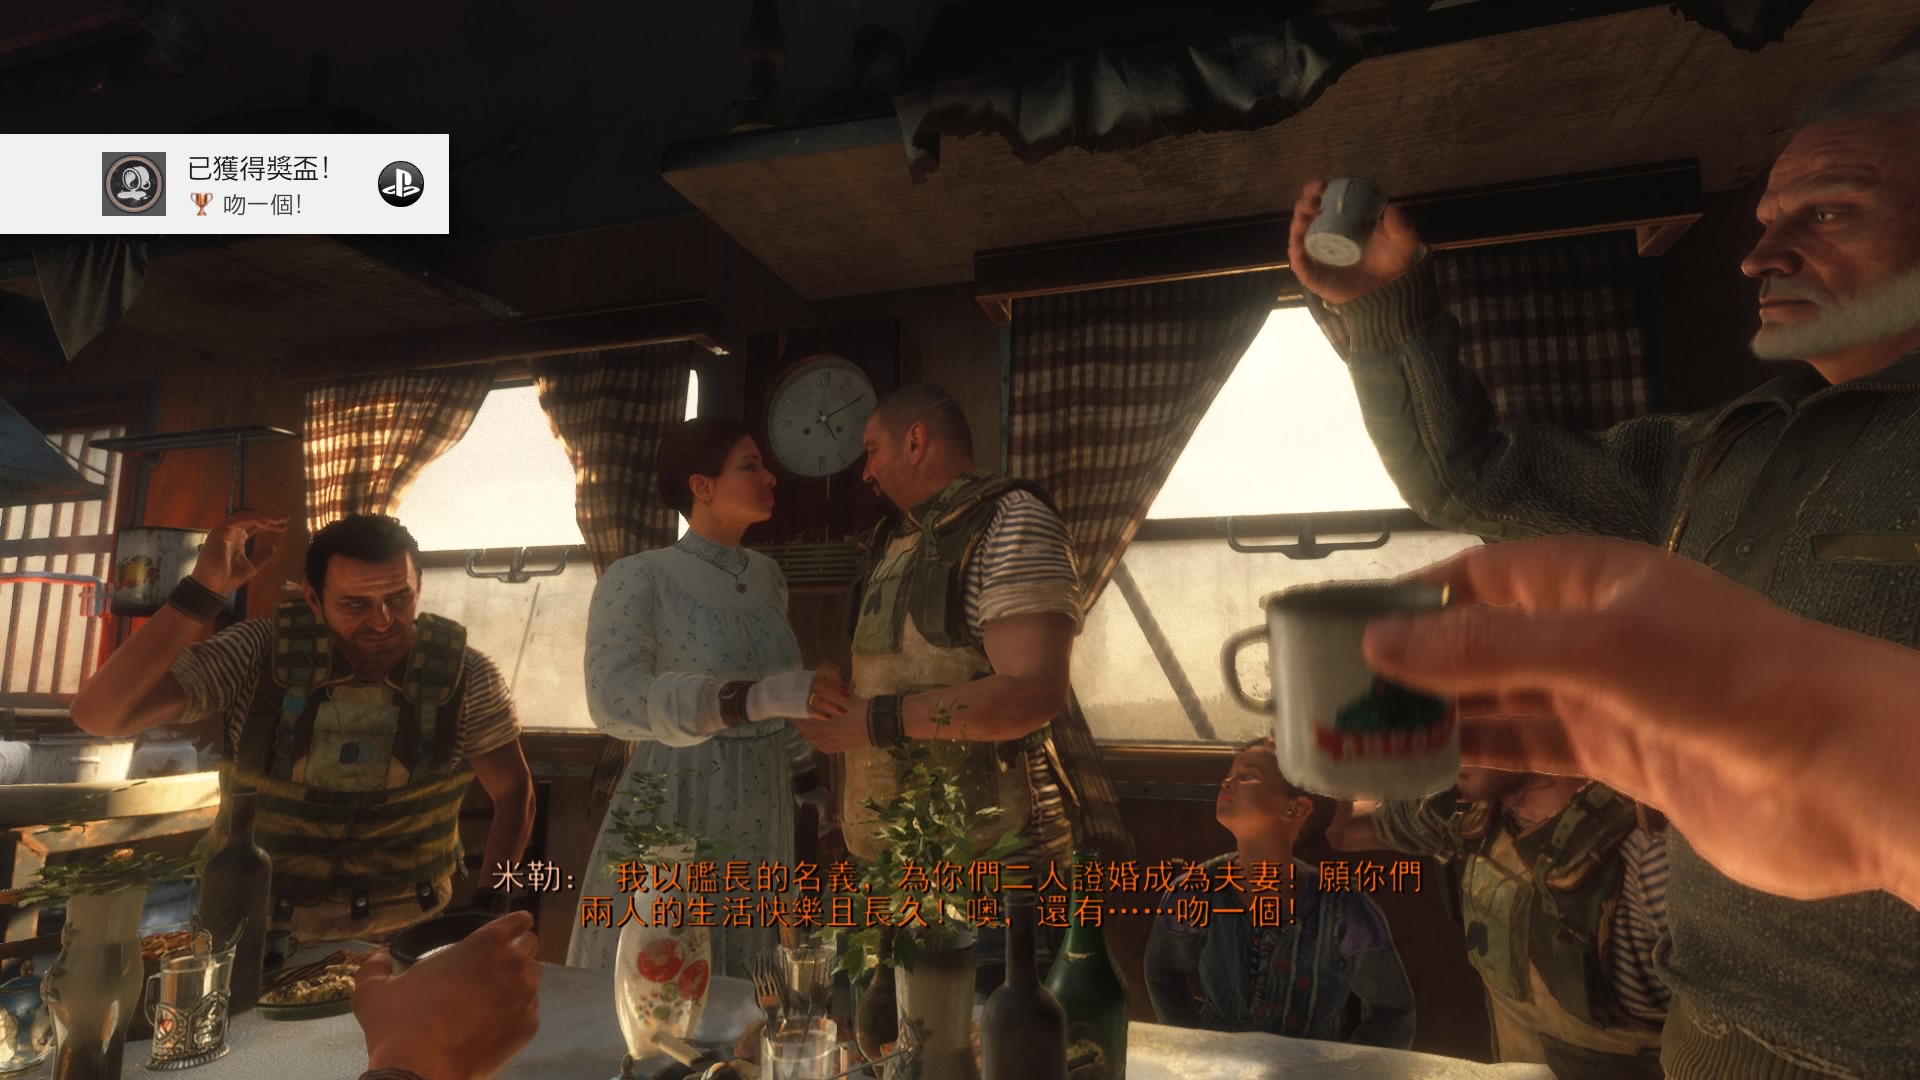 已獲得獎盃！
吻一個！
米勒： 我以艦長的名義，為你們二人證婚成為夫妻！願你們
兩人的生活快樂且長久！噢，還有……吻一個！